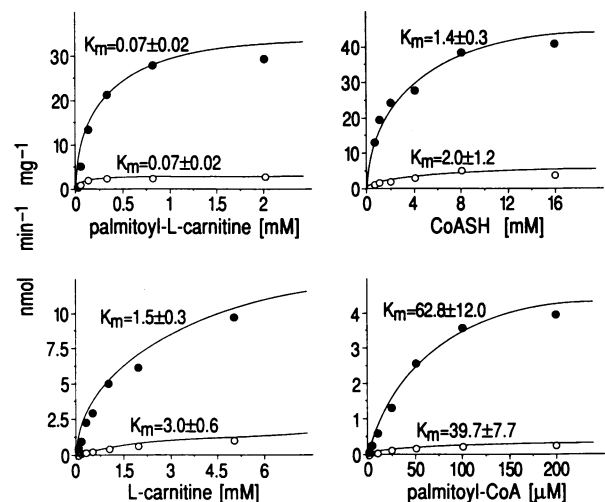 30
20
10
0
Km=0.07±0.02
Km=0.07±0.02
0 0.5 1 1.5 2
palmitoyl-L-carnitine [mM]
40
30
20
10
0
Km=1.4±0.3
Km=2.0±1.2
0 4 8 12 16
CoASH [mM]
nmol min⁻¹ mg⁻¹
10
7.5
5
2.5
0
Km=1.5±0.3
Km=3.0±0.6
0 1.5 3 4.5 6
L-carnitine [mM]
4
3
2
1
0
Km=62.8±12.0
Km=39.7±7.7
0 50 100 150 200
palmitoyl-CoA [µM]